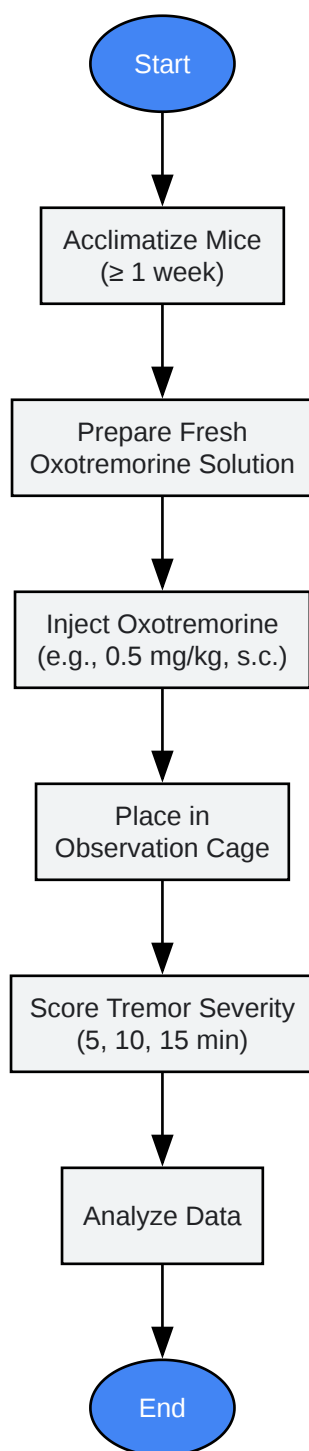 Start
Acclimatize Mice
(≥ 1 week)
Prepare Fresh
Oxotremorine Solution
Inject Oxotremorine
(e.g., 0.5 mg/kg, s.c.)
Place in
Observation Cage
Score Tremor Severity
(5, 10, 15 min)
Analyze Data
End